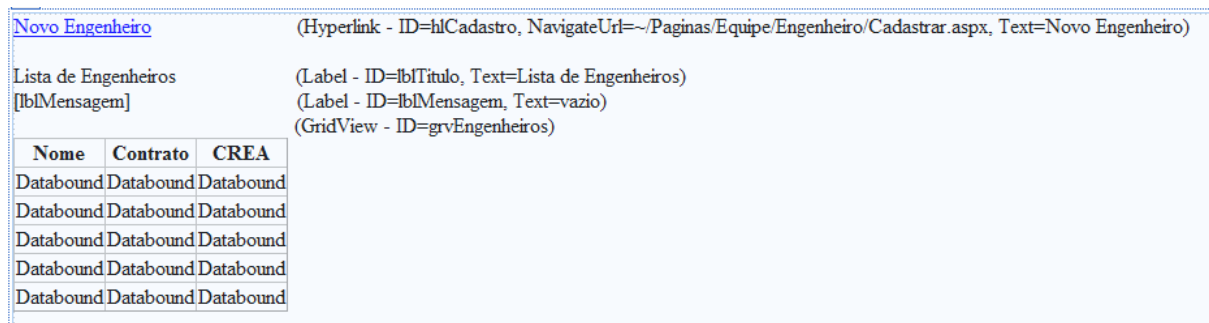 Novo Engenheiro (Hyperlink - ID=hlCadastro, NavigateUrl=~/Paginas/Equipe/Engenheiro/Cadastrar.aspx, Text=Novo Engenheiro)
Lista de Engenheiros (Label - ID=lblTitulo, Text=Lista de Engenheiros)
[lblMensagem] (Label - ID=lblMensagem, Text=vazio)
(GridView - ID=grvEngenheiros)
Nome Contrato CREA
Databound Databound Databound
Databound Databound Databound
Databound Databound Databound
Databound Databound Databound
Databound Databound Databound